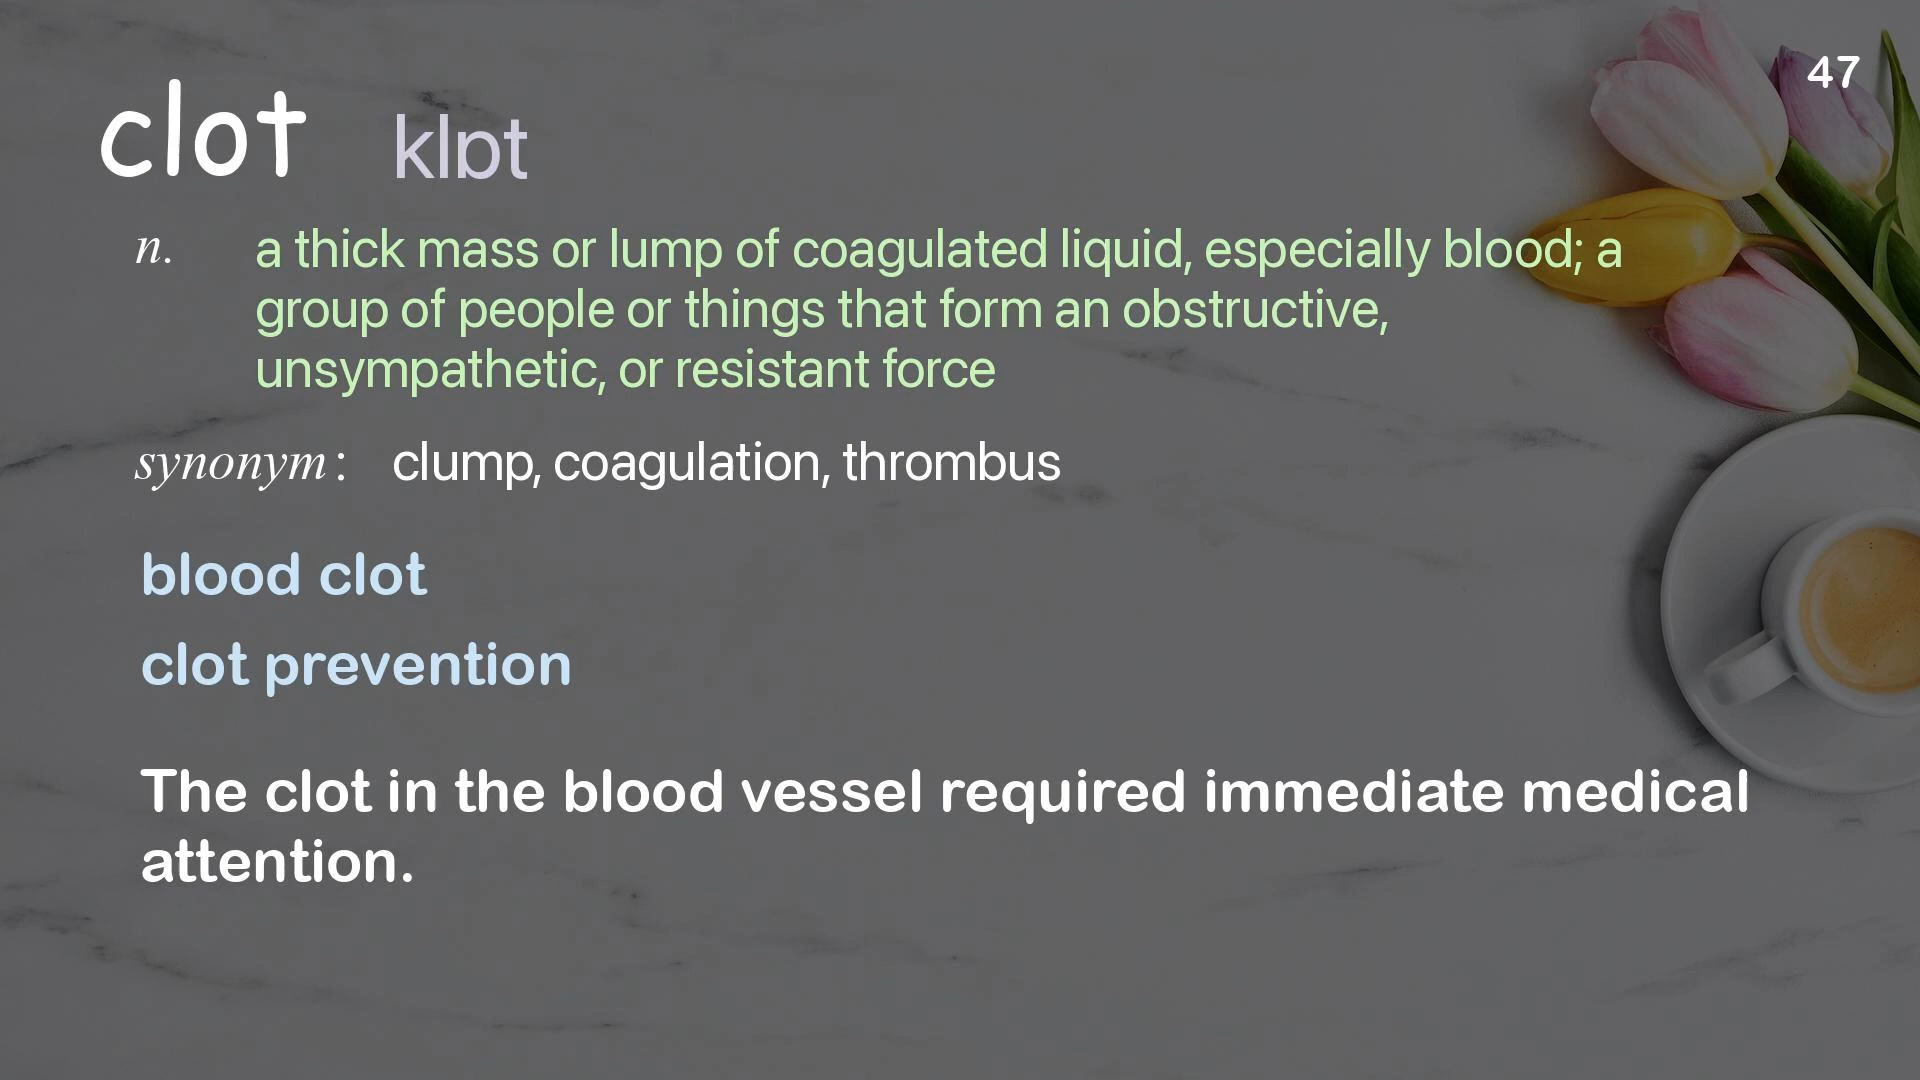 47
clot klɒt
n. a thick mass or lump of coagulated liquid, especially blood; a
group of people or things that form an obstructive,
unsympathetic, or resistant force
synonym: clump, coagulation, thrombus
blood clot
clot prevention
The clot in the blood vessel required immediate medical
attention.